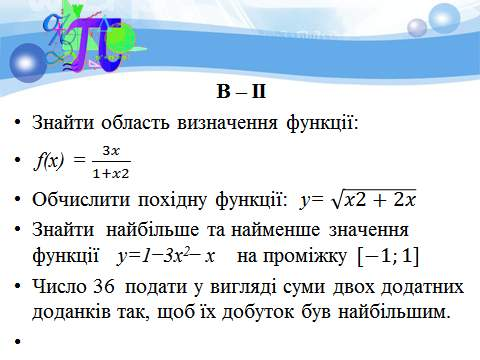 В – ІІ
• Знайти область визначення функції:
• f(x) = \frac{3x}{1+x2}
• Обчислити похідну функції: y= \sqrt{x2 + 2x}
• Знайти найбільше та найменше значення
функції y=1−3x²− x на проміжку [−1; 1]
• Число 36 подати у вигляді суми двох додатних
доданків так, щоб їх добуток був найбільшим.
•